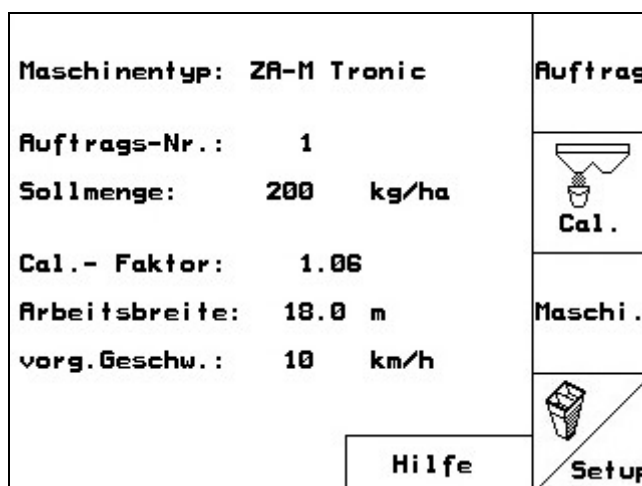 Maschinentyp: ZA-M Tronic
Auftrag
Auftrags-Nr.: 1
Sollmenge: 200 kg/ha
Cal.
Cal.- Faktor: 1.06
Arbeitsbreite: 18.0 m
Maschi.
vorg.Geschw.: 10 km/h
Hilfe
Setup